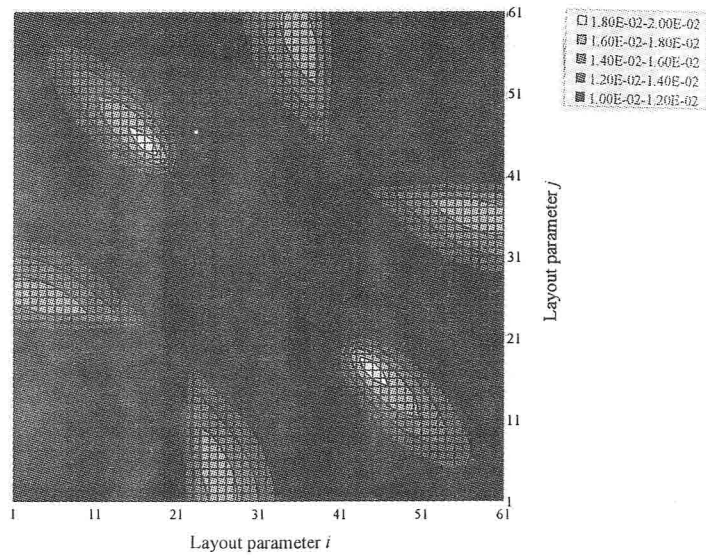 61
1.80E-02-2.00E-02
1.60E-02-1.80E-02
1.40E-02-1.60E-02
1.20E-02-1.40E-02
1.00E-02-1.20E-02
51
41
31
21
11
1
Layout parameter j
1 11 21 31 41 51 61
Layout parameter i